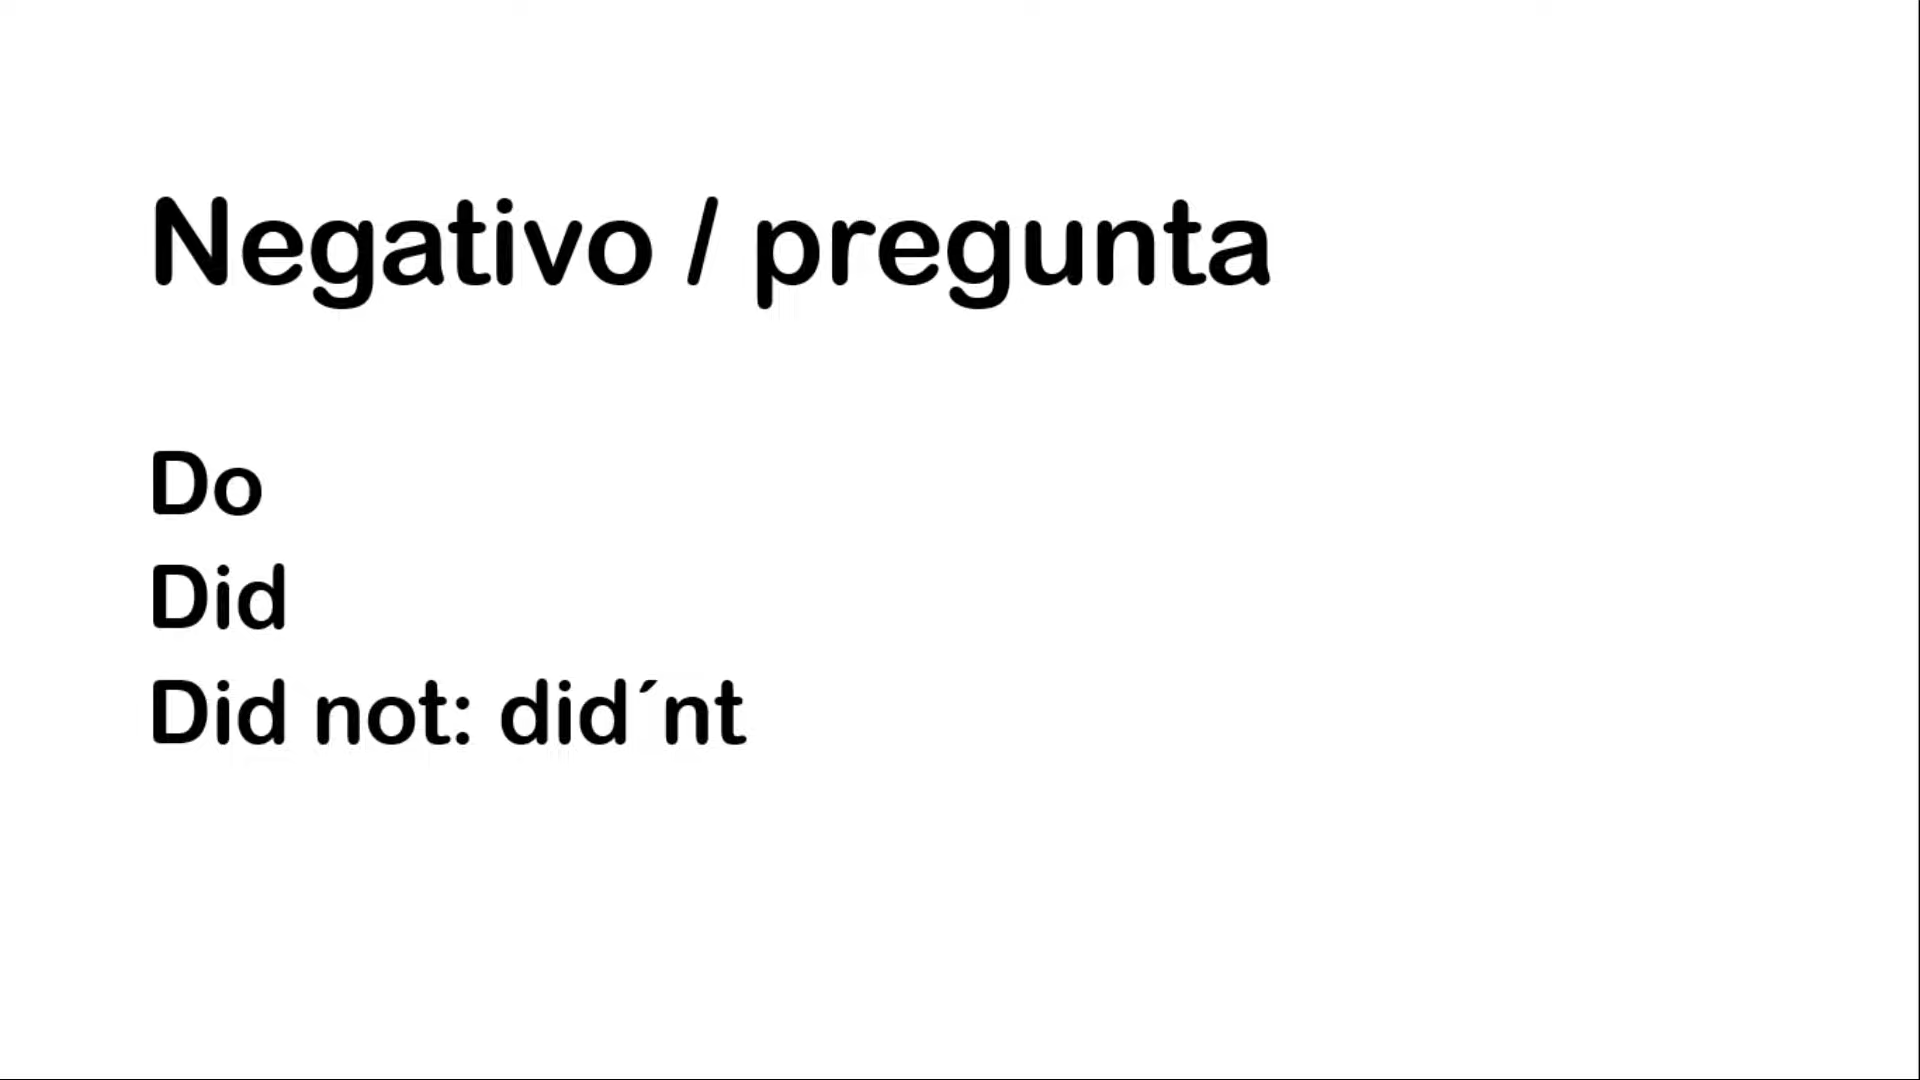 Negativo / pregunta
Do
Did
Did not: did´nt